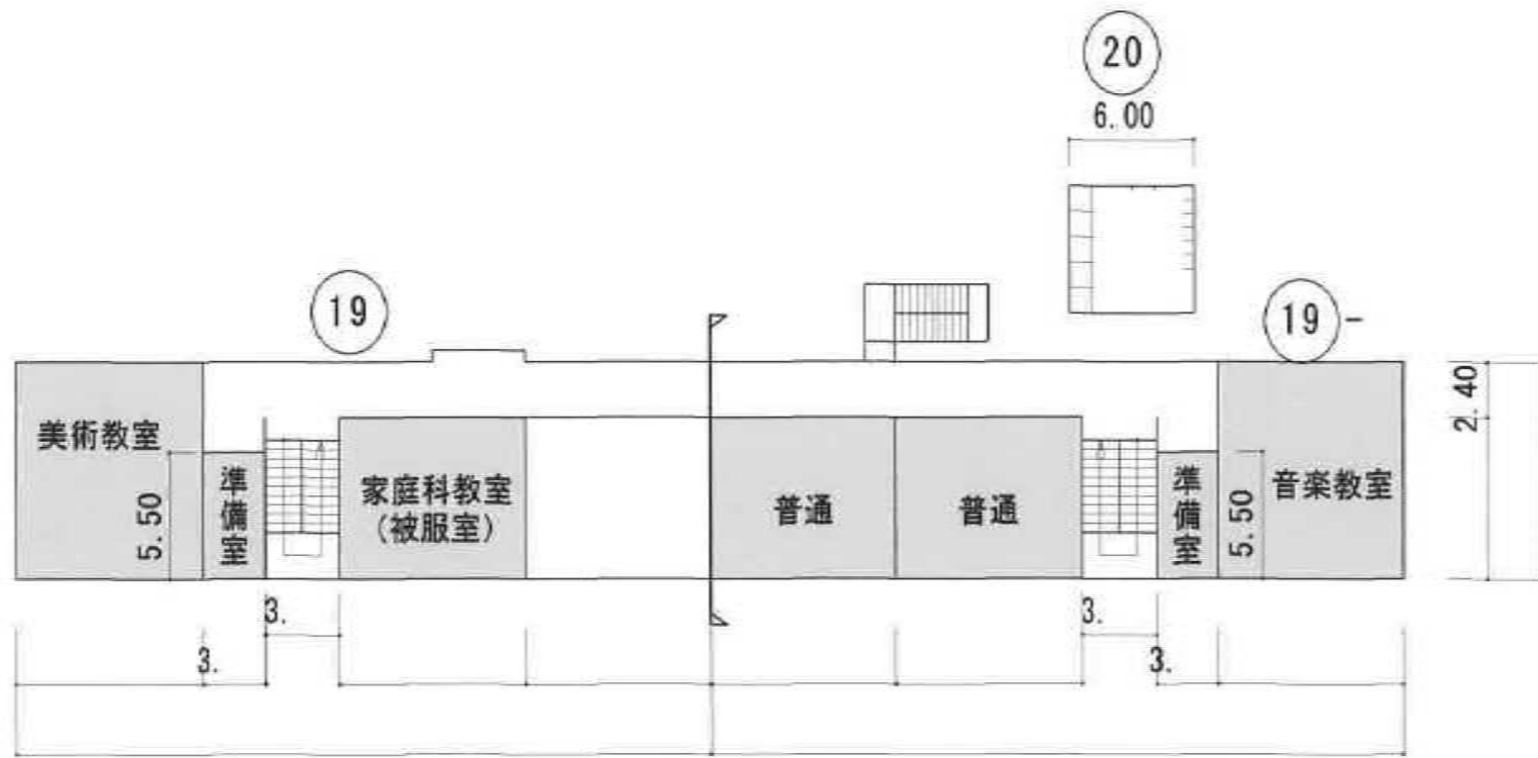 20
6.00
19
19 -
2.40
美術教室
準備室
5.50
家庭科教室
(被服室)
普通
普通
準備室
5.50
音楽教室
3.
3.
3.
3.